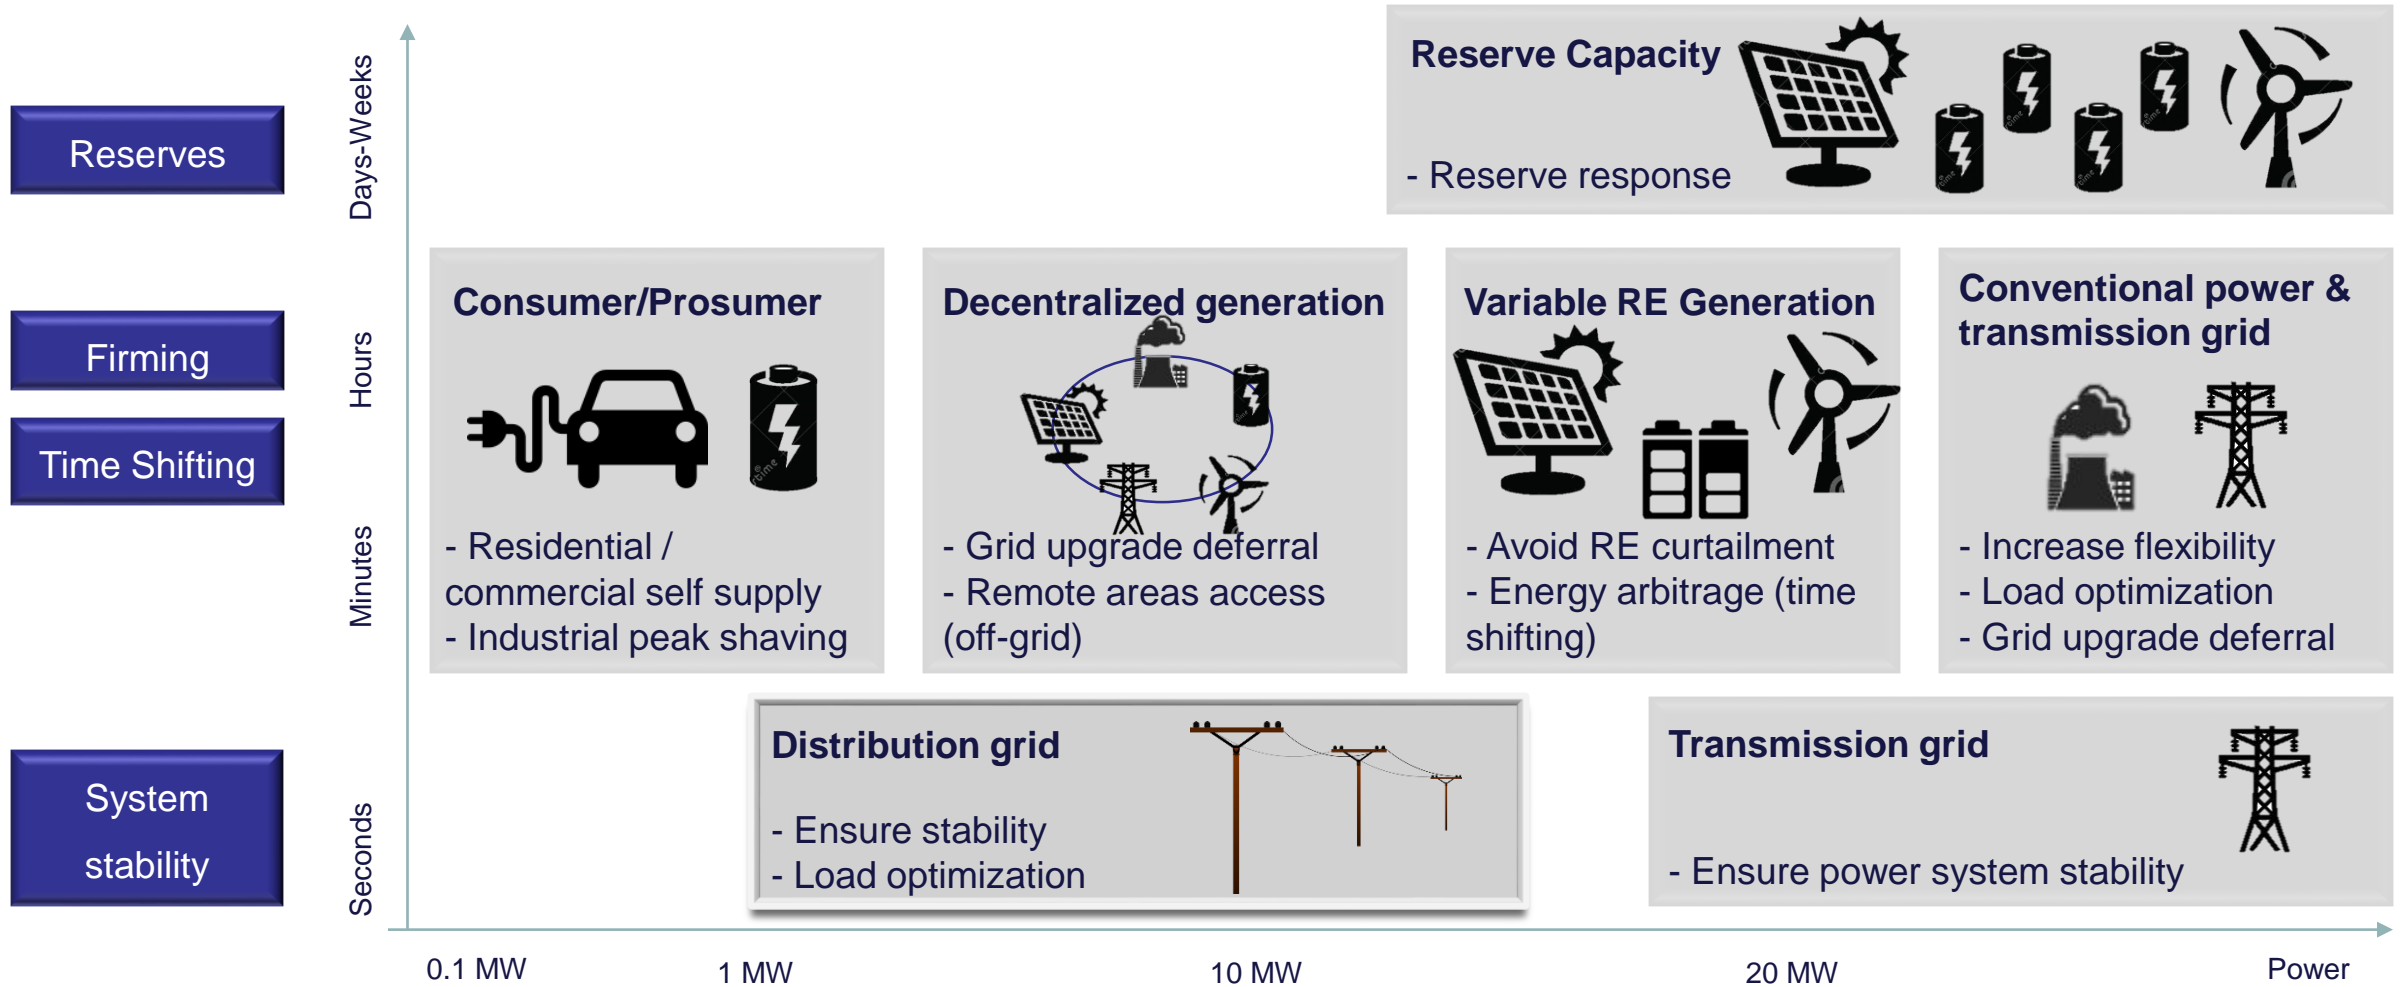 Reserves
Firming
Time Shifting
System
stability
Days-Weeks
Hours
Minutes
Seconds
Reserve Capacity
- Reserve response
Consumer/Prosumer
- Residential /
commercial self supply
- Industrial peak shaving
Decentralized generation
- Grid upgrade deferral
- Remote areas access
(off-grid)
Variable RE Generation
- Avoid RE curtailment
- Energy arbitrage (time
shifting)
Conventional power &
transmission grid
- Increase flexibility
- Load optimization
- Grid upgrade deferral
Distribution grid
- Ensure stability
- Load optimization
Transmission grid
- Ensure power system stability
0.1 MW
1 MW
10 MW
20 MW
Power